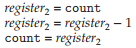 register₂ = count
register₂ = register₂ − 1
count = register₂